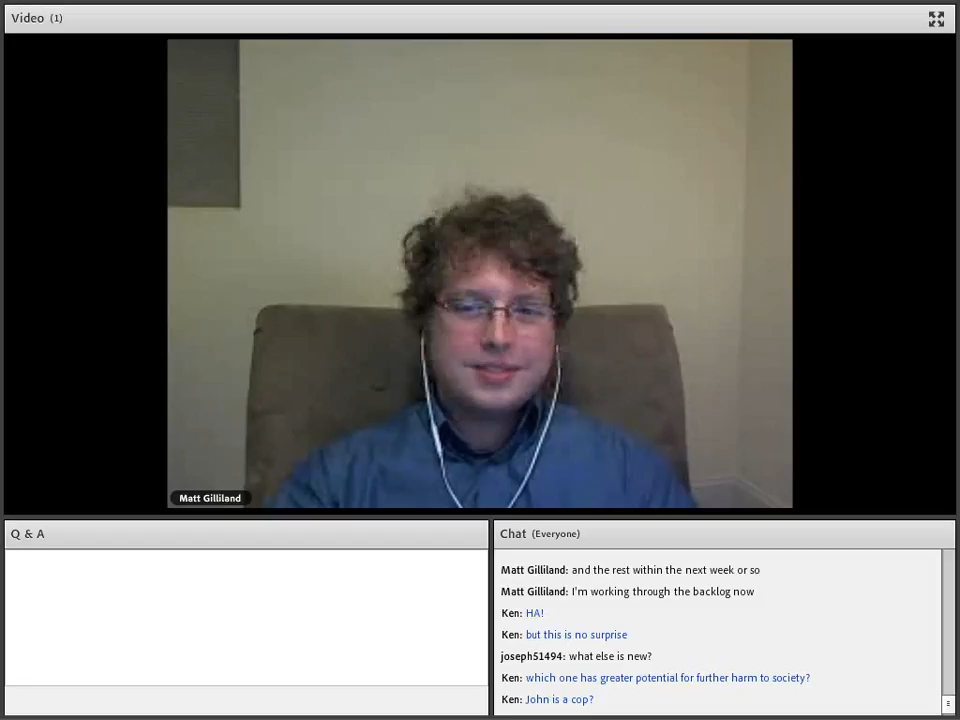 Video (1)
Matt Gilliland
Q & A
Chat (Everyone)
Matt Gilliland: and the rest within the next week or so
Matt Gilliland: I'm working through the backlog now
Ken: HA!
Ken: but this is no surprise
joseph51494: what else is new?
Ken: which one has greater potential for further harm to society?
Ken: John is a cop?